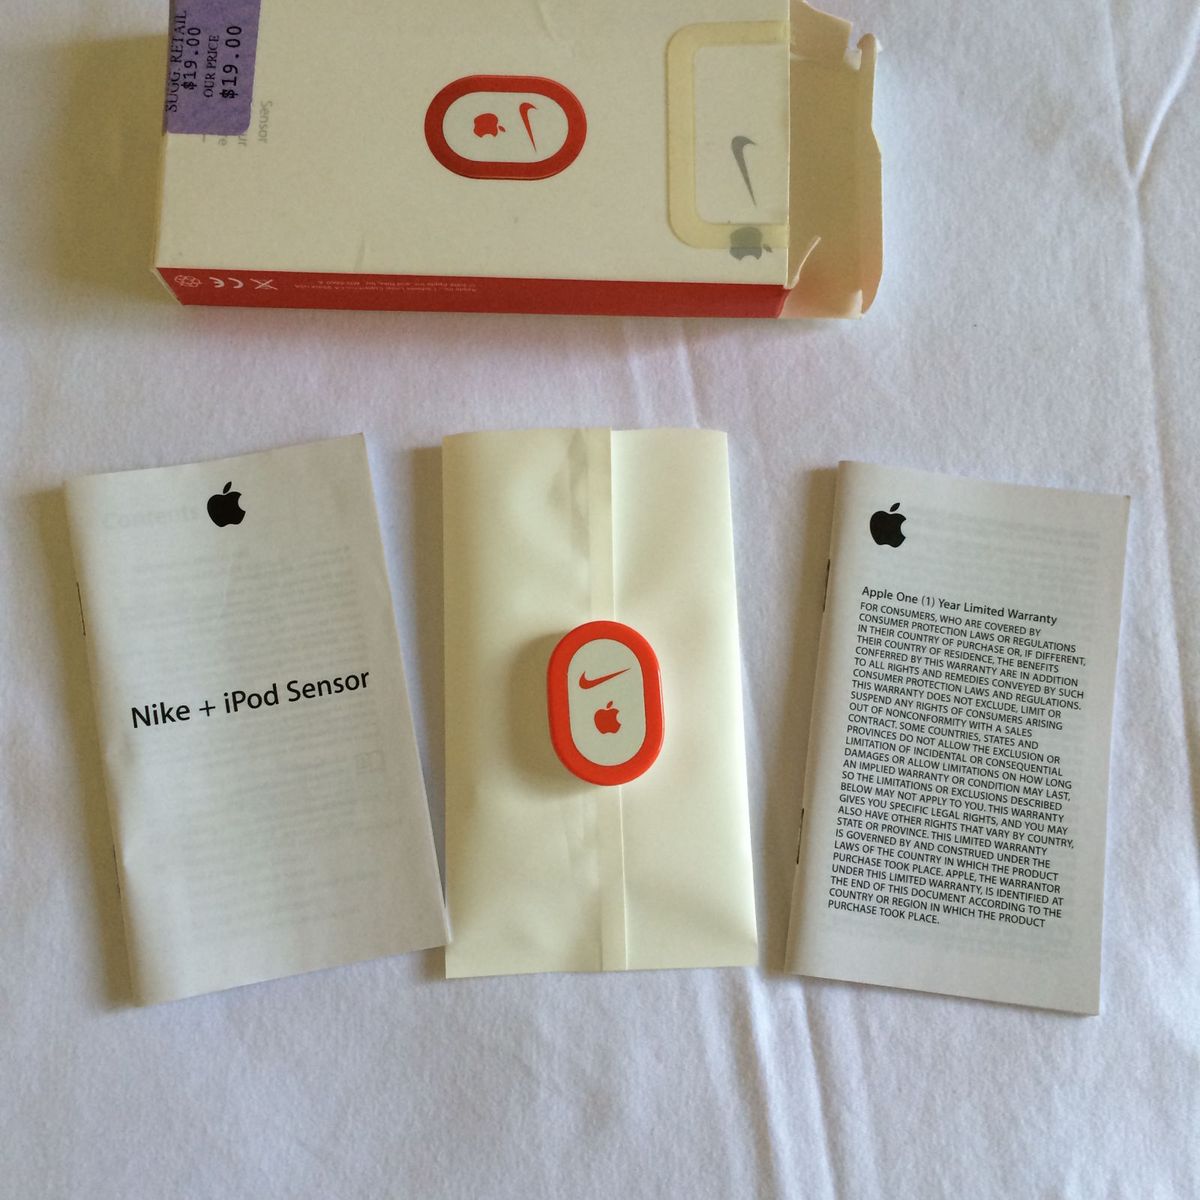 SUGG. RETAIL
$19.00
OUR PRICE
$19.00
Sensor
Nike + iPod Sensor
Apple One (1) Year Limited Warranty
FOR CONSUMERS, WHO ARE COVERED BY
CONSUMER PROTECTION LAWS OR REGULATIONS
IN THEIR COUNTRY OF PURCHASE OR, IF DIFFERENT,
THEIR COUNTRY OF RESIDENCE, THE BENEFITS
CONFERRED BY THIS WARRANTY ARE IN ADDITION
TO ALL RIGHTS AND REMEDIES CONVEYED BY SUCH
CONSUMER PROTECTION LAWS AND REGULATIONS.
THIS WARRANTY DOES NOT EXCLUDE, LIMIT OR
SUSPEND ANY RIGHTS OF CONSUMERS ARISING
OUT OF NONCONFORMITY WITH A SALES
CONTRACT. SOME COUNTRIES, STATES AND
PROVINCES DO NOT ALLOW THE EXCLUSION OR
LIMITATION OF INCIDENTAL OR CONSEQUENTIAL
DAMAGES OR ALLOW LIMITATIONS ON HOW LONG
AN IMPLIED WARRANTY OR CONDITION MAY LAST,
SO THE LIMITATIONS OR EXCLUSIONS DESCRIBED
BELOW MAY NOT APPLY TO YOU. THIS WARRANTY
GIVES YOU SPECIFIC LEGAL RIGHTS, AND YOU MAY
ALSO HAVE OTHER RIGHTS THAT VARY BY COUNTRY,
STATE OR PROVINCE. THIS LIMITED WARRANTY
IS GOVERNED BY AND CONSTRUED UNDER THE
LAWS OF THE COUNTRY IN WHICH THE PRODUCT
PURCHASE TOOK PLACE. APPLE, THE WARRANTOR
UNDER THIS LIMITED WARRANTY, IS IDENTIFIED AT
THE END OF THIS DOCUMENT ACCORDING TO THE
COUNTRY OR REGION IN WHICH THE PRODUCT
PURCHASE TOOK PLACE.